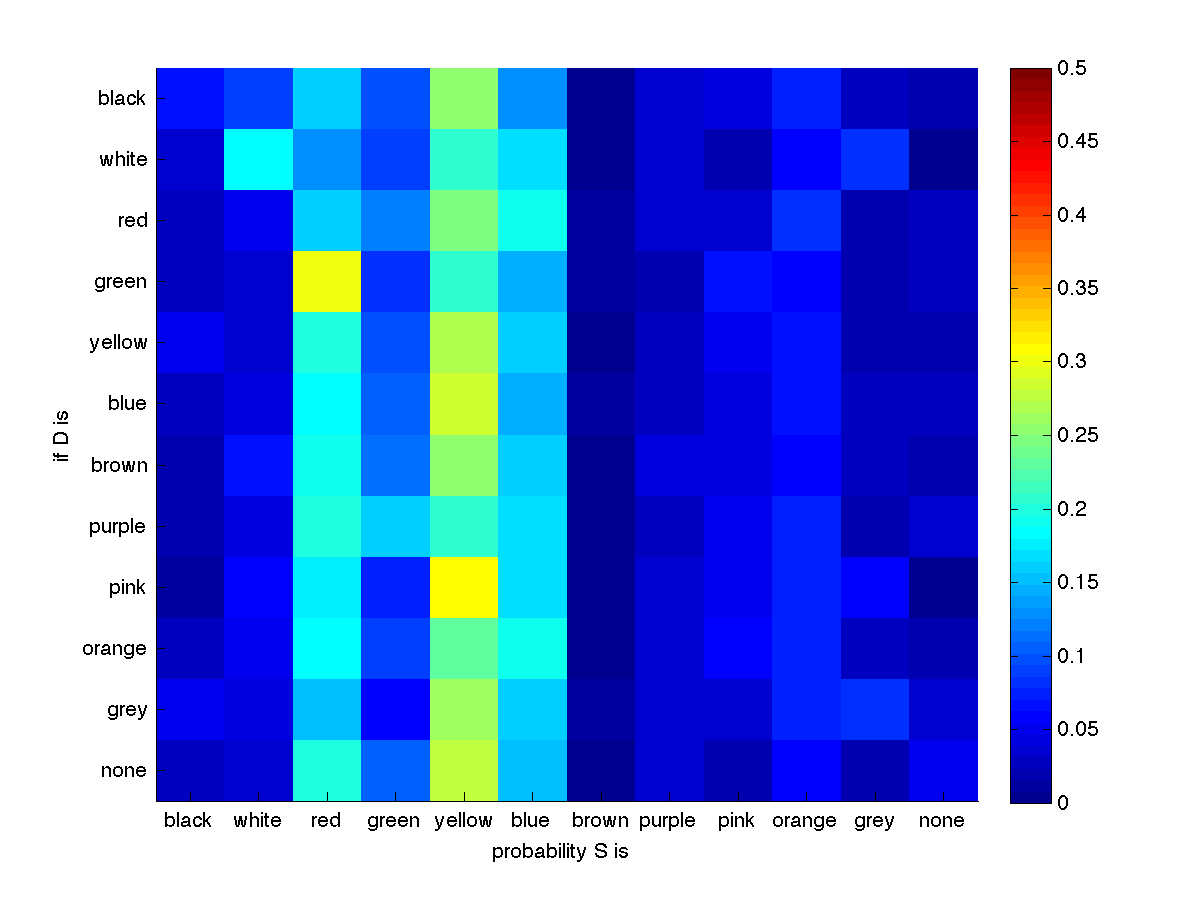 black
white
red
green
yellow
blue
brown
purple
pink
orange
grey
none
if D is
black white red green yellow blue brown purple pink orange grey none
probability S is
0.5
0.45
0.4
0.35
0.3
0.25
0.2
0.15
0.1
0.05
0